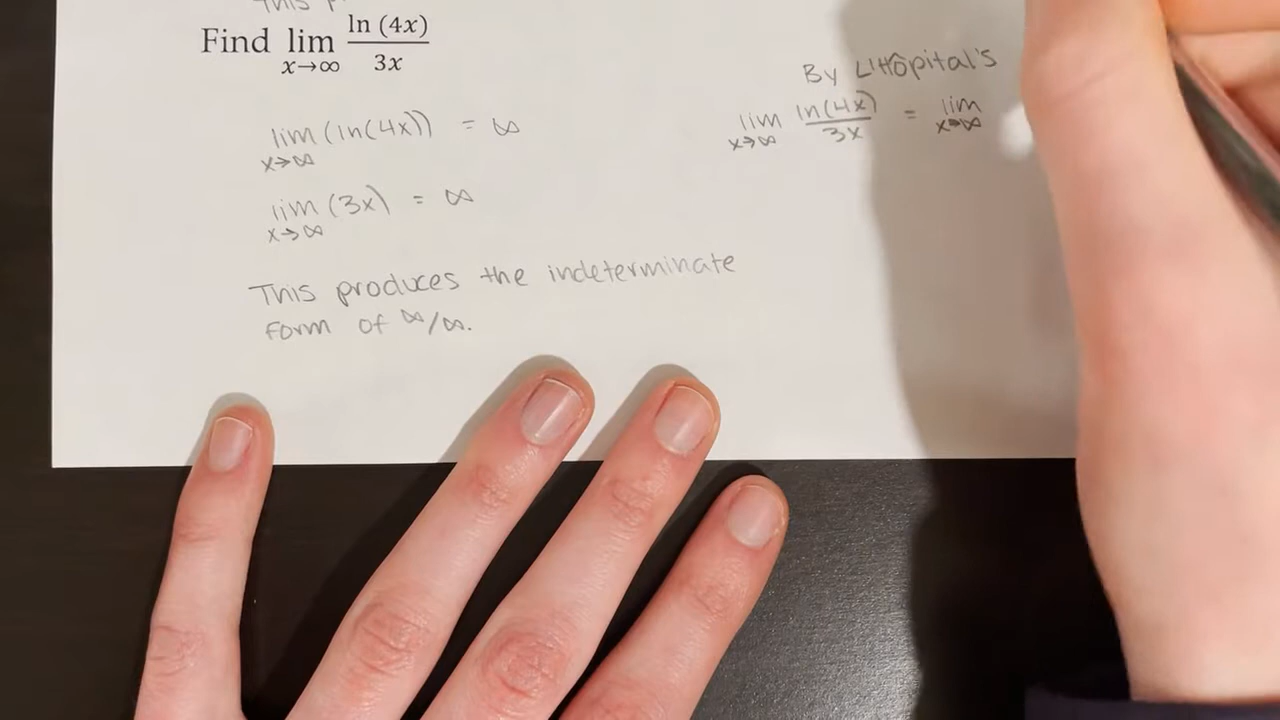 This
Find lim x→∞ ln (4x) / 3x
lim x→∞ (ln(4x)) = ∞
lim x→∞ (3x) = ∞
This produces the indeterminate
form of ∞/∞.
By L'Hôpital's
lim x→∞ ln(4x) / 3x = lim x→∞